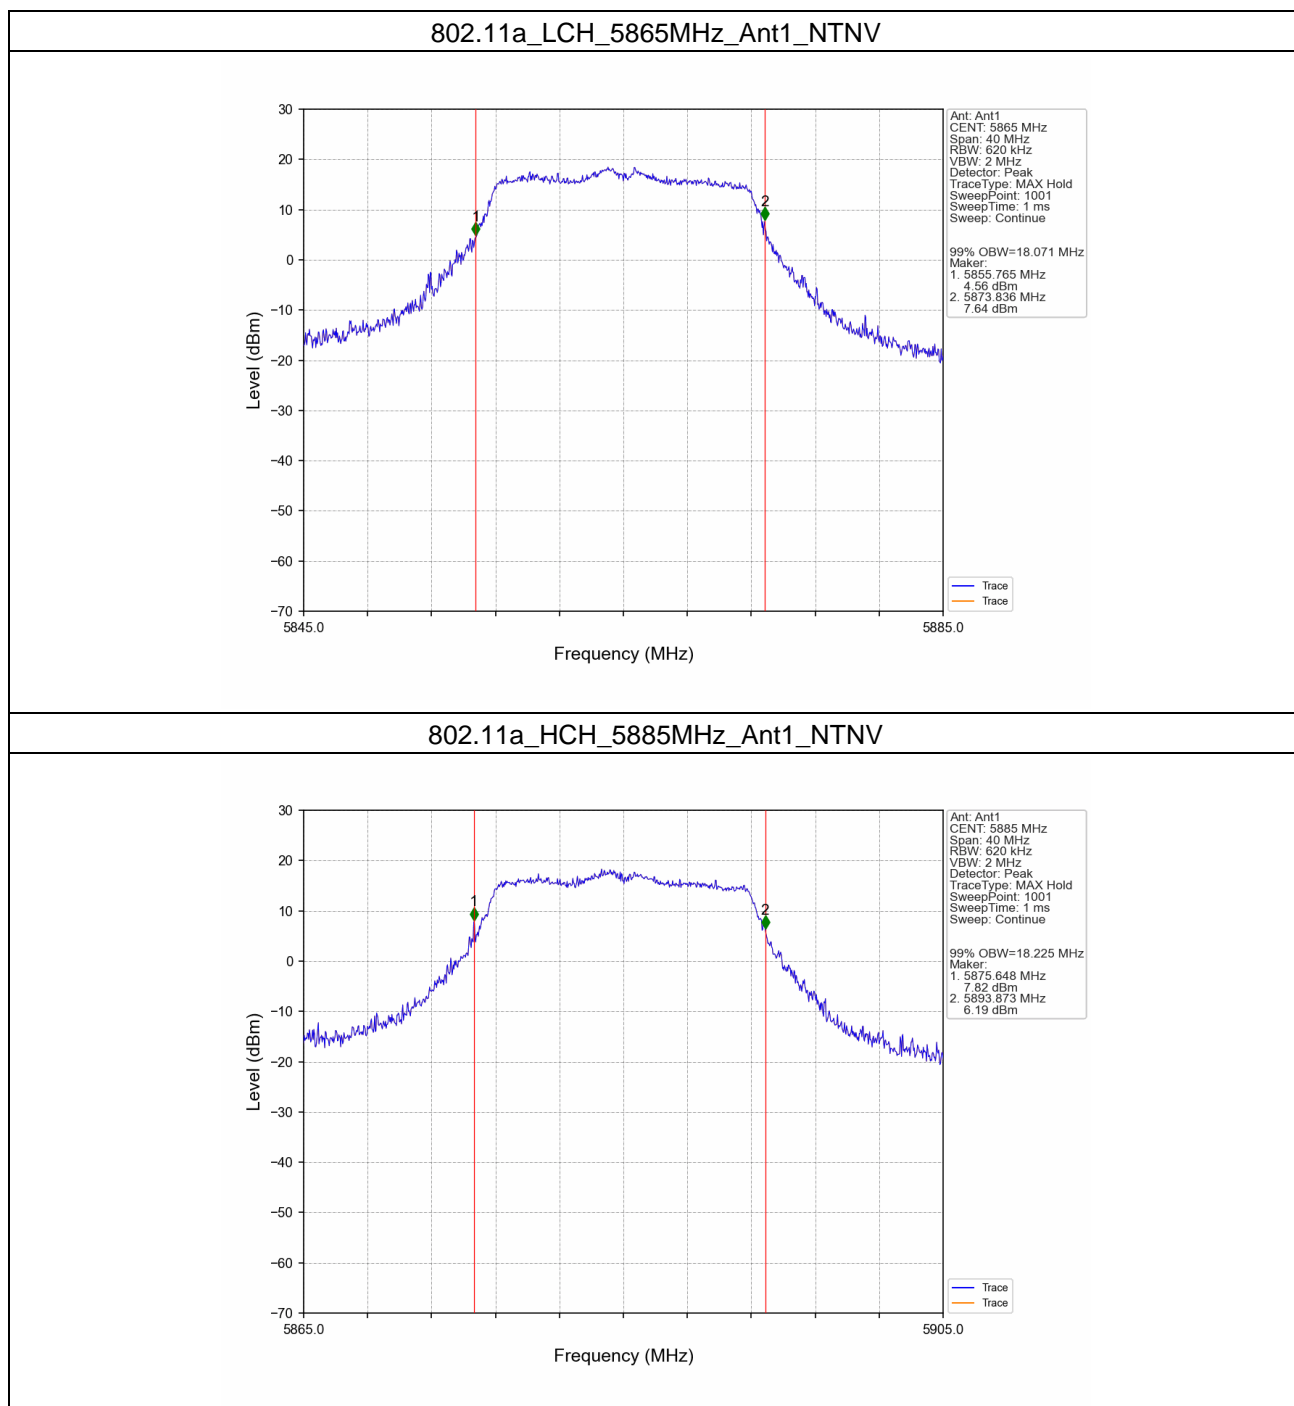 802.11a_LCH_5865MHz_Ant1_NTNV
30
20
10
0
−10
−20
−30
−40
−50
−60
−70
Level (dBm)
1
2
5845.0
5885.0
Frequency (MHz)
Ant: Ant1
CENT: 5865 MHz
Span: 40 MHz
RBW: 620 kHz
VBW: 2 MHz
Detector: Peak
TraceType: MAX Hold
SweepPoint: 1001
SweepTime: 1 ms
Sweep: Continue
99% OBW=18.071 MHz
Maker:
1. 5855.765 MHz
4.56 dBm
2. 5873.836 MHz
7.64 dBm
Trace
Trace
802.11a_HCH_5885MHz_Ant1_NTNV
30
20
10
0
−10
−20
−30
−40
−50
−60
−70
Level (dBm)
1
2
5865.0
5905.0
Frequency (MHz)
Ant: Ant1
CENT: 5885 MHz
Span: 40 MHz
RBW: 620 kHz
VBW: 2 MHz
Detector: Peak
TraceType: MAX Hold
SweepPoint: 1001
SweepTime: 1 ms
Sweep: Continue
99% OBW=18.225 MHz
Maker:
1. 5875.648 MHz
7.82 dBm
2. 5893.873 MHz
6.19 dBm
Trace
Trace